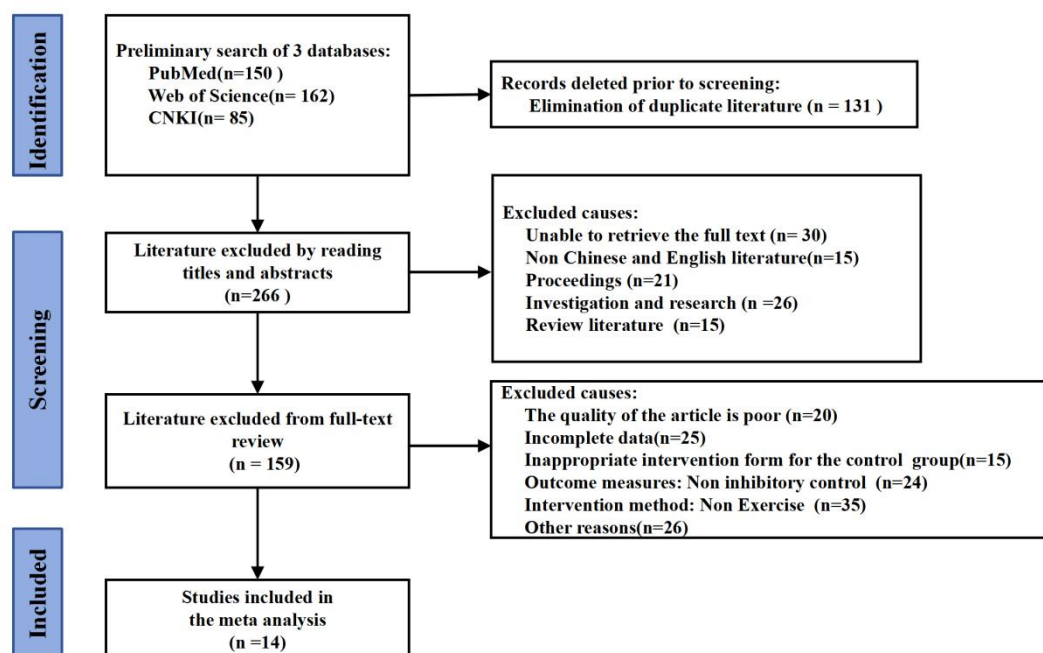 Identification
Preliminary search of 3 databases:
PubMed(n=150 )
Web of Science(n= 162)
CNKI(n= 85)
Records deleted prior to screening:
Elimination of duplicate literature (n = 131 )
Screening
Literature excluded by reading
titles and abstracts
(n=266 )
Excluded causes:
Unable to retrieve the full text (n= 30)
Non Chinese and English literature(n=15)
Proceedings (n=21)
Investigation and research (n =26)
Review literature (n=15)
Literature excluded from full-text
review
(n = 159)
Excluded causes:
The quality of the article is poor (n=20)
Incomplete data(n=25)
Inappropriate intervention form for the control group(n=15)
Outcome measures: Non inhibitory control (n=24)
Intervention method: Non Exercise (n=35)
Other reasons(n=26)
Included
Studies included in
the meta analysis
(n =14)